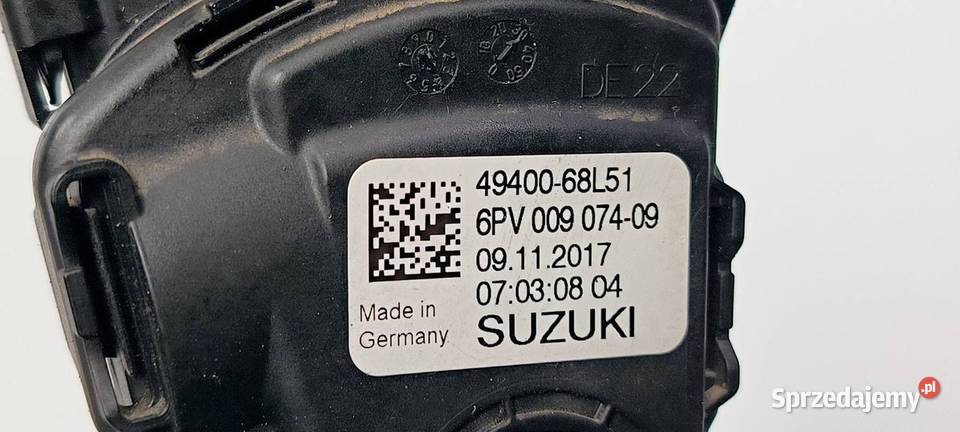 DE22
49400-68L51
6PV 009 074-09
09.11.2017
07:03:08 04
Made in
Germany
SUZUKI
Sprzedajemy.pl